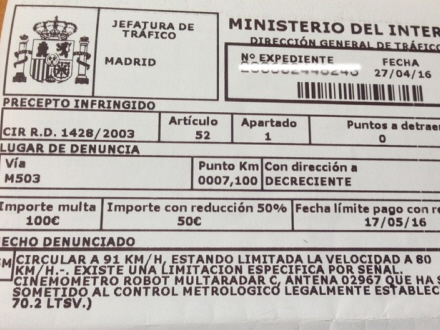 JEFATURA DE
TRÁFICO
MADRID
MINISTERIO DEL INTER
DIRECCIÓN GENERAL DE TRÁFICO
Nº EXPEDIENTE
FECHA
27/04/16
PRECEPTO INFRINGIDO
CIR R.D. 1428/2003
Artículo
52
Apartado
1
Puntos a detrae
0
LUGAR DE DENUNCIA
Vía
M503
Punto Km
0007,100
Con dirección a
DECRECIENTE
Importe multa
100€
Importe con reducción 50%
50€
Fecha límite pago con re
17/05/16
HECHO DENUNCIADO
CIRCULAR A 91 KM/H, ESTANDO LIMITADA LA VELOCIDAD A 80
KM/H.-. EXISTE UNA LIMITACION ESPECIFICA POR SENAL.
CINEMOMETRO ROBOT MULTARADAR C, ANTENA 02967 QUE HA S
SOMETIDO AL CONTROL METROLOGICO LEGALMENTE ESTABLEC
70.2 LTSV.)